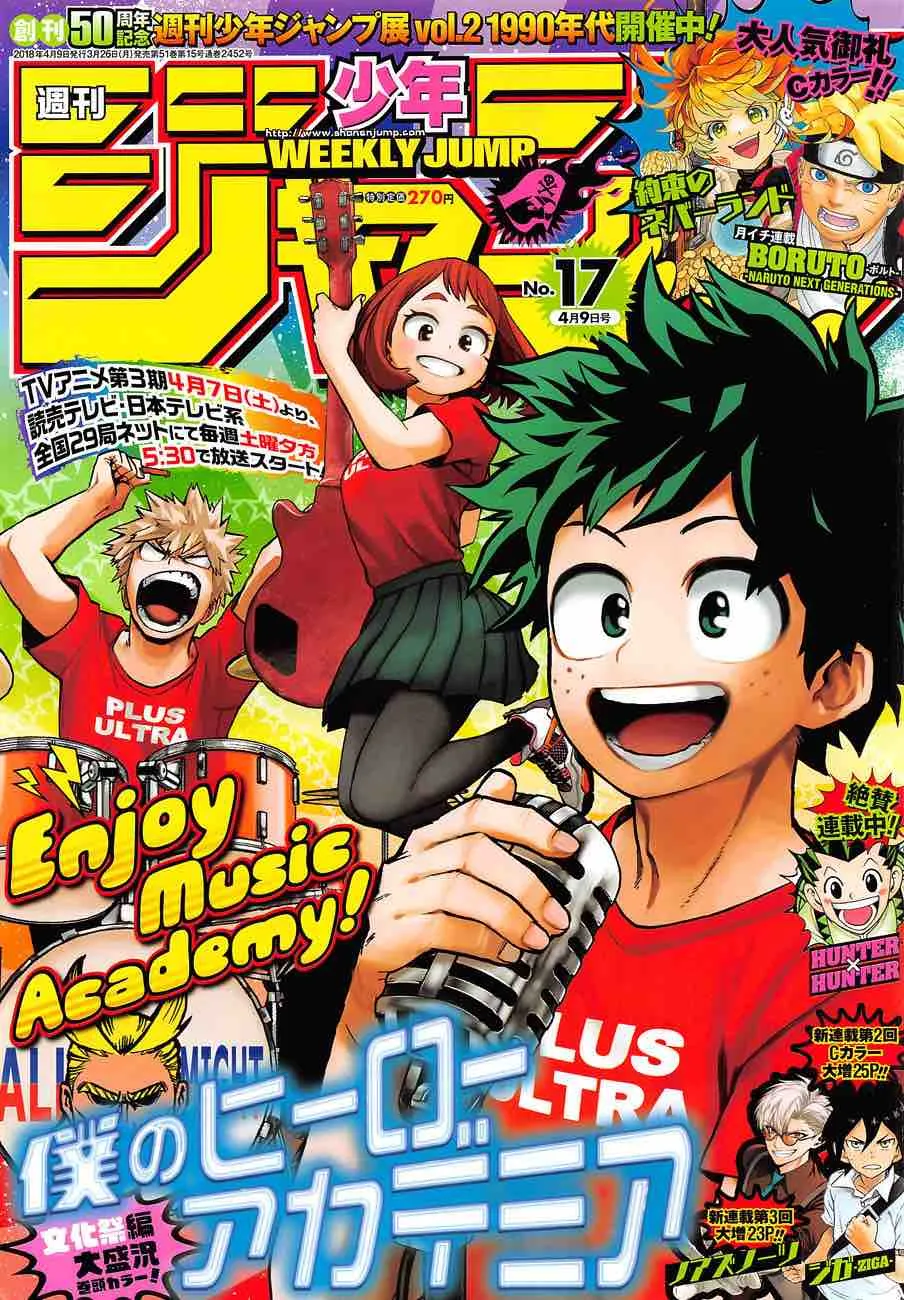 創刊50周年記念 週刊少年ジャンプ展 vol.2 1990年代開催中!
2018年4月9日発行3月26日(月)発売第51巻第15号通巻2452号
週刊
少年
ジャンプ
http://www.shonenjump.com
WEEKLY JUMP
特別定価270円
No.17
4月9日号
大人気御礼
Cカラー!!
約束の
ネバーランド
月イチ連載
BORUTO -ボルト-
-NARUTO NEXT GENERATIONS-
TVアニメ第3期4月7日(土)より、
読売テレビ・日本テレビ系
全国29局ネットにて毎週土曜夕方
5:30で放送スタート
PLUS
UL
PLUS
ULTRA
Enjoy
Music
Academy!
絶賛
連載中!
HUNTER
×
HUNTER
PLUS
ULTRA
ALL MIGHT
僕のヒーロー
アカデミア
文化祭編
大盛況
巻頭カラー!
新連載第2回
Cカラー
大増25P!!
新連載第3回
大増23P!!
ノアズノーツ
ジガ-ZIGA-